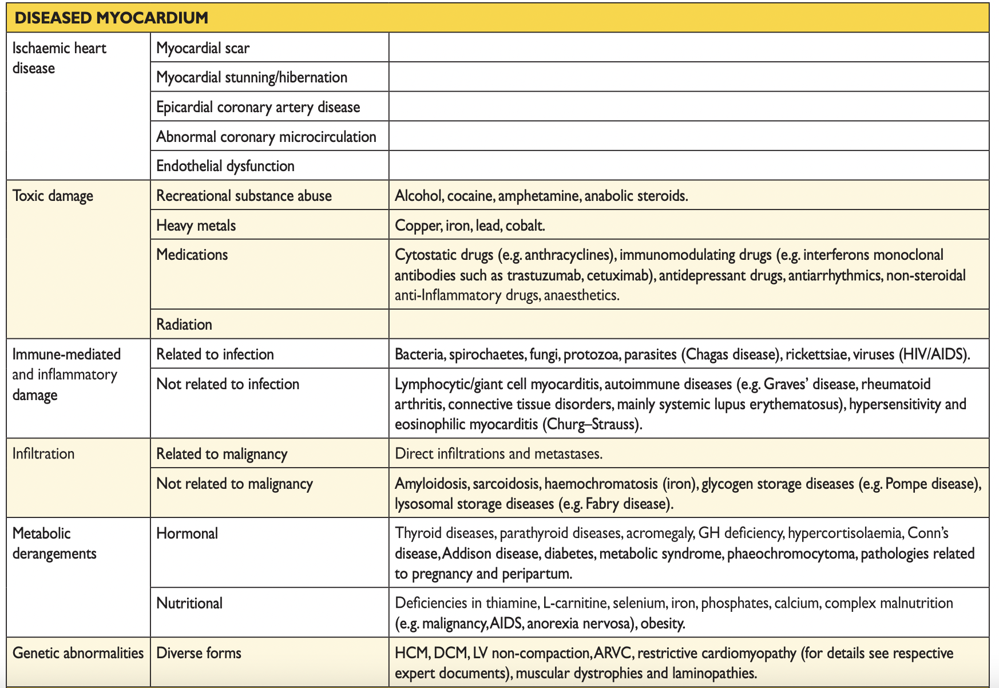 DISEASED MYOCARDIUM
Ischaemic heart
disease
Myocardial scar
Myocardial stunning/hibernation
Epicardial coronary artery disease
Abnormal coronary microcirculation
Endothelial dysfunction
Toxic damage
Recreational substance abuse
Alcohol, cocaine, amphetamine, anabolic steroids.
Heavy metals
Copper, iron, lead, cobalt.
Medications
Cytostatic drugs (e.g. anthracyclines), immunomodulating drugs (e.g. interferons monoclonal
antibodies such as trastuzumab, cetuximab), antidepressant drugs, antiarrhythmics, non-steroidal
anti-Inflammatory drugs, anaesthetics.
Radiation
Immune-mediated
and inflammatory
damage
Related to infection
Bacteria, spirochaetes, fungi, protozoa, parasites (Chagas disease), rickettsiae, viruses (HIV/AIDS).
Not related to infection
Lymphocytic/giant cell myocarditis, autoimmune diseases (e.g. Graves’ disease, rheumatoid
arthritis, connective tissue disorders, mainly systemic lupus erythematosus), hypersensitivity and
eosinophilic myocarditis (Churg–Strauss).
Infiltration
Related to malignancy
Direct infiltrations and metastases.
Not related to malignancy
Amyloidosis, sarcoidosis, haemochromatosis (iron), glycogen storage diseases (e.g. Pompe disease),
lysosomal storage diseases (e.g. Fabry disease).
Metabolic
derangements
Hormonal
Thyroid diseases, parathyroid diseases, acromegaly, GH deficiency, hypercortisolaemia, Conn’s
disease, Addison disease, diabetes, metabolic syndrome, phaeochromocytoma, pathologies related
to pregnancy and peripartum.
Nutritional
Deficiencies in thiamine, L-carnitine, selenium, iron, phosphates, calcium, complex malnutrition
(e.g. malignancy, AIDS, anorexia nervosa), obesity.
Genetic abnormalities
Diverse forms
HCM, DCM, LV non-compaction, ARVC, restrictive cardiomyopathy (for details see respective
expert documents), muscular dystrophies and laminopathies.